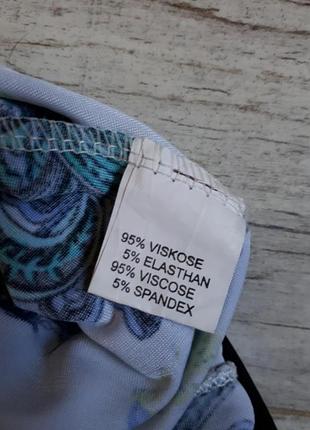 95% VISKOSE
5% ELASTHAN
95% VISCOSE
5% SPANDEX